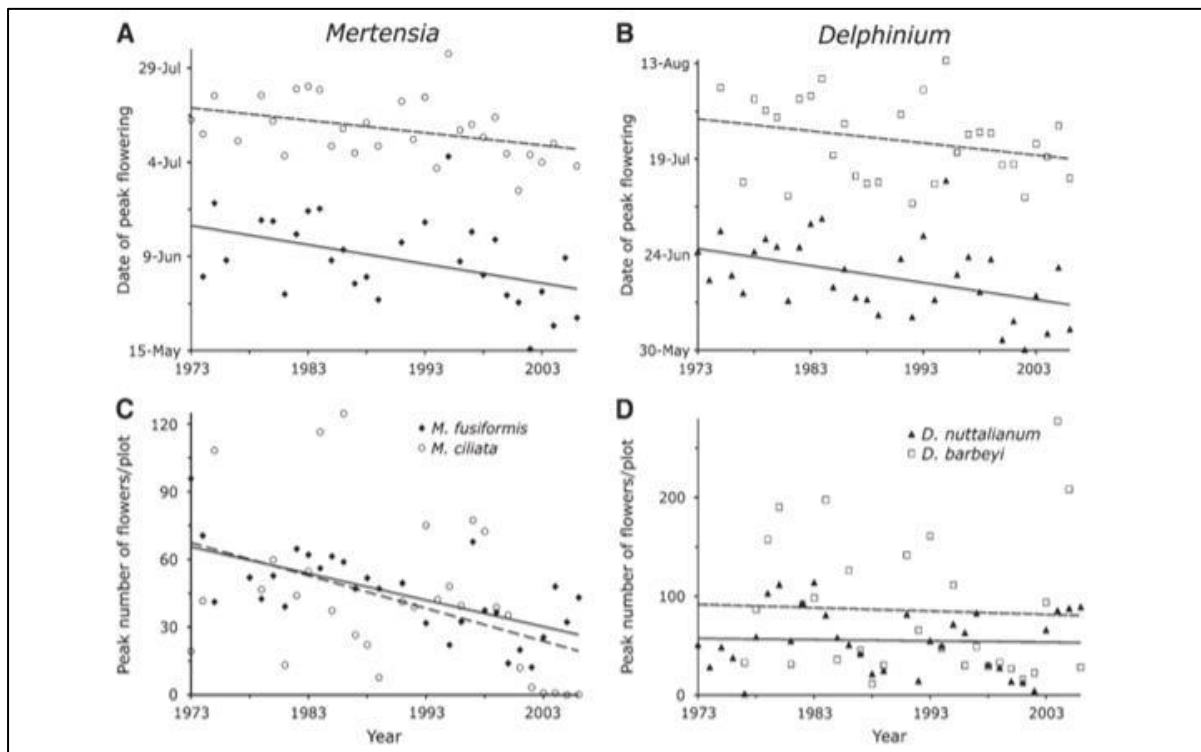 A
Mertensia
Date of peak flowering
29-Jul
4-Jul
9-Jun
15-May
1973
1983
1993
2003
B
Delphinium
Date of peak flowering
13-Aug
19-Jul
24-Jun
30-May
1973
1983
1993
2003
C
Peak number of flowers/plot
120
90
60
30
0
M. fusiformis
M. ciliata
1973
1983
1993
2003
Year
D
Peak number of flowers/plot
200
100
0
D. nuttalianum
D. barbeyi
1973
1983
1993
2003
Year